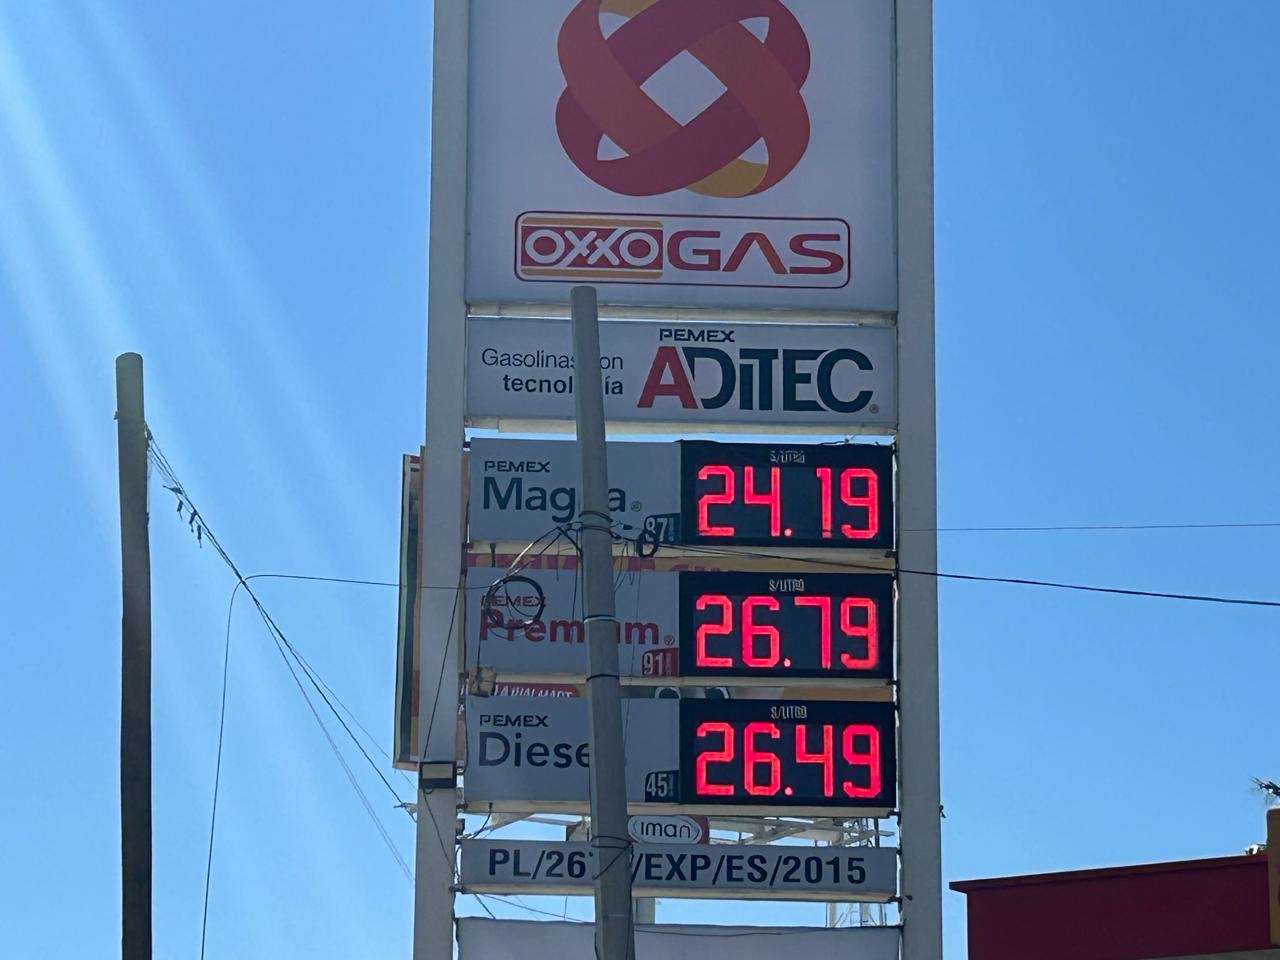 OXXO GAS
PEMEX
Gasolinas con
tecnología
ADITEC
PEMEX
Magna
87
$/LITRO
24.19
PEMEX
Premium
91
$/LITRO
26.79
WALMART
PEMEX
Diesel
45
$/LITRO
26.49
iman
/EXP/ES/2015